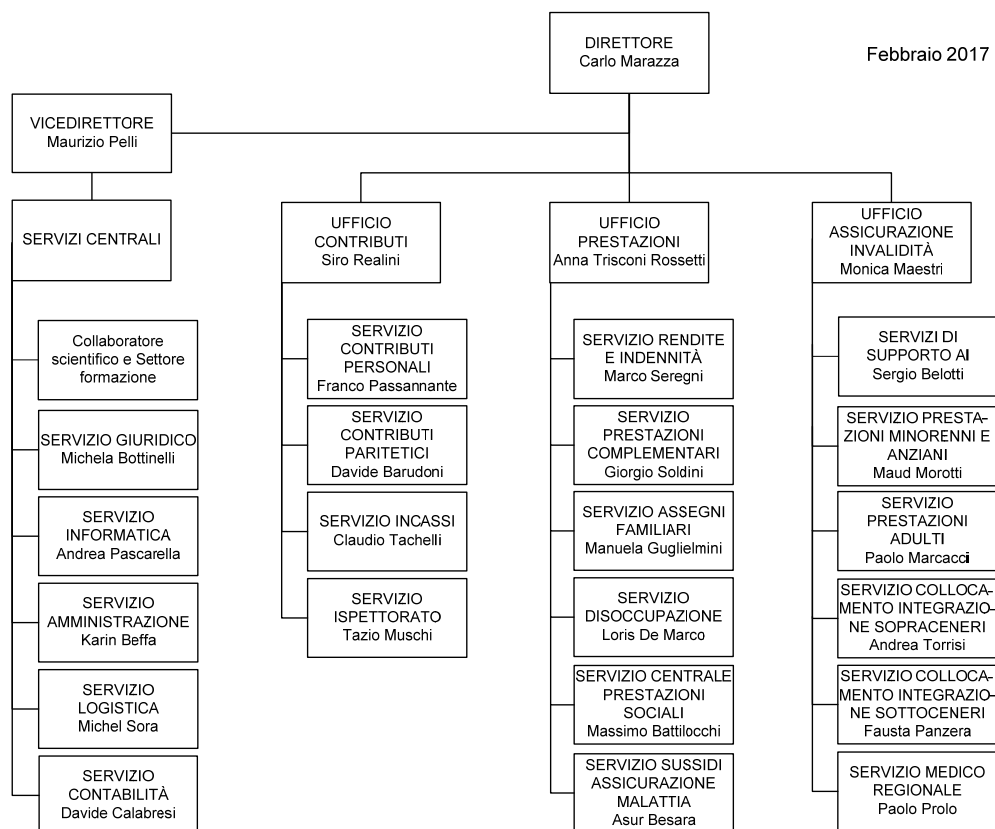 DIRETTORE
Carlo Marazza
Febbraio 2017
VICEDIRETTORE
Maurizio Pelli
SERVIZI CENTRALI
UFFICIO
CONTRIBUTI
Siro Realini
UFFICIO
PRESTAZIONI
Anna Trisconi Rossetti
UFFICIO
ASSICURAZIONE
INVALIDITÀ
Monica Maestri
Collaboratore
scientifico e Settore
formazione
SERVIZIO GIURIDICO
Michela Bottinelli
SERVIZIO
INFORMATICA
Andrea Pascarella
SERVIZIO
AMMINISTRAZIONE
Karin Beffa
SERVIZIO
LOGISTICA
Michel Sora
SERVIZIO
CONTABILITÀ
Davide Calabresi
SERVIZIO
CONTRIBUTI
PERSONALI
Franco Passannante
SERVIZIO
CONTRIBUTI
PARITETICI
Davide Barudoni
SERVIZIO INCASSI
Claudio Tachelli
SERVIZIO
ISPETTORATO
Tazio Muschi
SERVIZIO RENDITE
E INDENNITÀ
Marco Seregni
SERVIZIO
PRESTAZIONI
COMPLEMENTARI
Giorgio Soldini
SERVIZIO ASSEGNI
FAMILIARI
Manuela Guglielmini
SERVIZIO
DISOCCUPAZIONE
Loris De Marco
SERVIZIO CENTRALE
PRESTAZIONI
SOCIALI
Massimo Battilocchi
SERVIZIO SUSSIDI
ASSICURAZIONE
MALATTIA
Asur Besara
SERVIZI DI
SUPPORTO AI
Sergio Belotti
SERVIZIO PRESTA-
ZIONI MINORENNI E
ANZIANI
Maud Morotti
SERVIZIO
PRESTAZIONI
ADULTI
Paolo Marcacci
SERVIZIO COLLOCA-
MENTO INTEGRAZIO-
NE SOPRACENERI
Andrea Torrisi
SERVIZIO COLLOCA-
MENTO INTEGRAZIO-
NE SOTTOCENERI
Fausta Panzera
SERVIZIO MEDICO
REGIONALE
Paolo Prolo